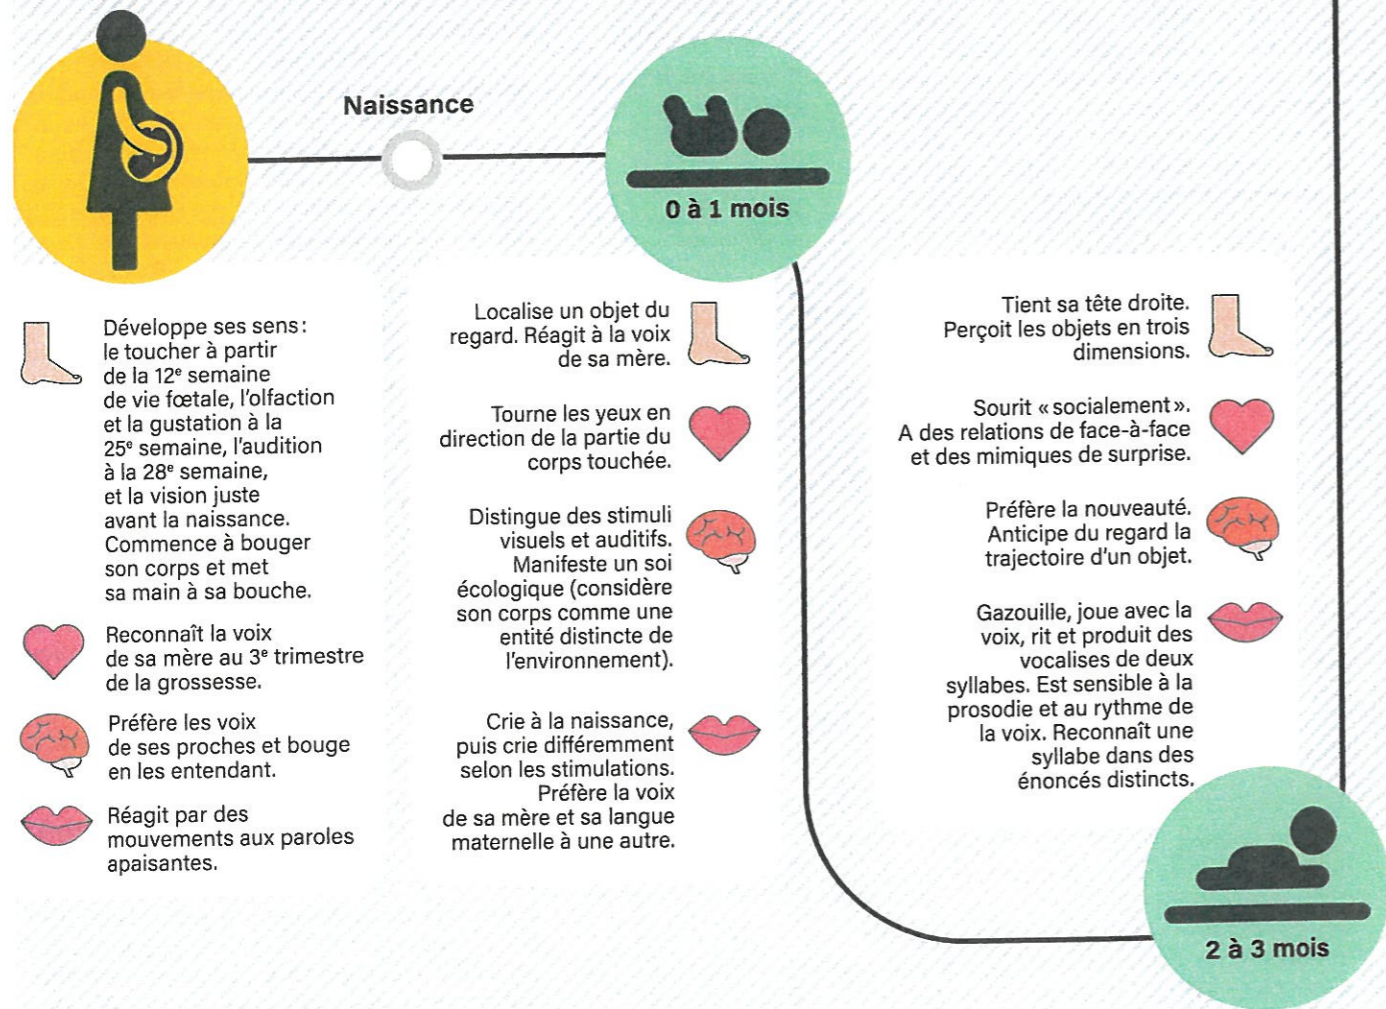 Naissance
0 à 1 mois
Développe ses sens :
le toucher à partir
de la 12e semaine
de vie fœtale, l'olfaction
et la gustation à la
25e semaine, l'audition
à la 28e semaine,
et la vision juste
avant la naissance.
Commence à bouger
son corps et met
sa main à sa bouche.
Reconnaît la voix
de sa mère au 3e trimestre
de la grossesse.
Préfère les voix
de ses proches et bouge
en les entendant.
Réagit par des
mouvements aux paroles
apaisantes.
Localise un objet du
regard. Réagit à la voix
de sa mère.
Tourne les yeux en
direction de la partie du
corps touchée.
Distingue des stimuli
visuels et auditifs.
Manifeste un soi
écologique (considère
son corps comme une
entité distincte de
l'environnement).
Crie à la naissance,
puis crie différemment
selon les stimulations.
Préfère la voix
de sa mère et sa langue
maternelle à une autre.
Tient sa tête droite.
Perçoit les objets en trois
dimensions.
Sourit « socialement ».
A des relations de face-à-face
et des mimiques de surprise.
Préfère la nouveauté.
Anticipe du regard la
trajectoire d'un objet.
Gazouille, joue avec la
voix, rit et produit des
vocalises de deux
syllabes. Est sensible à la
prosodie et au rythme de
la voix. Reconnaît une
syllabe dans des
énoncés distincts.
2 à 3 mois